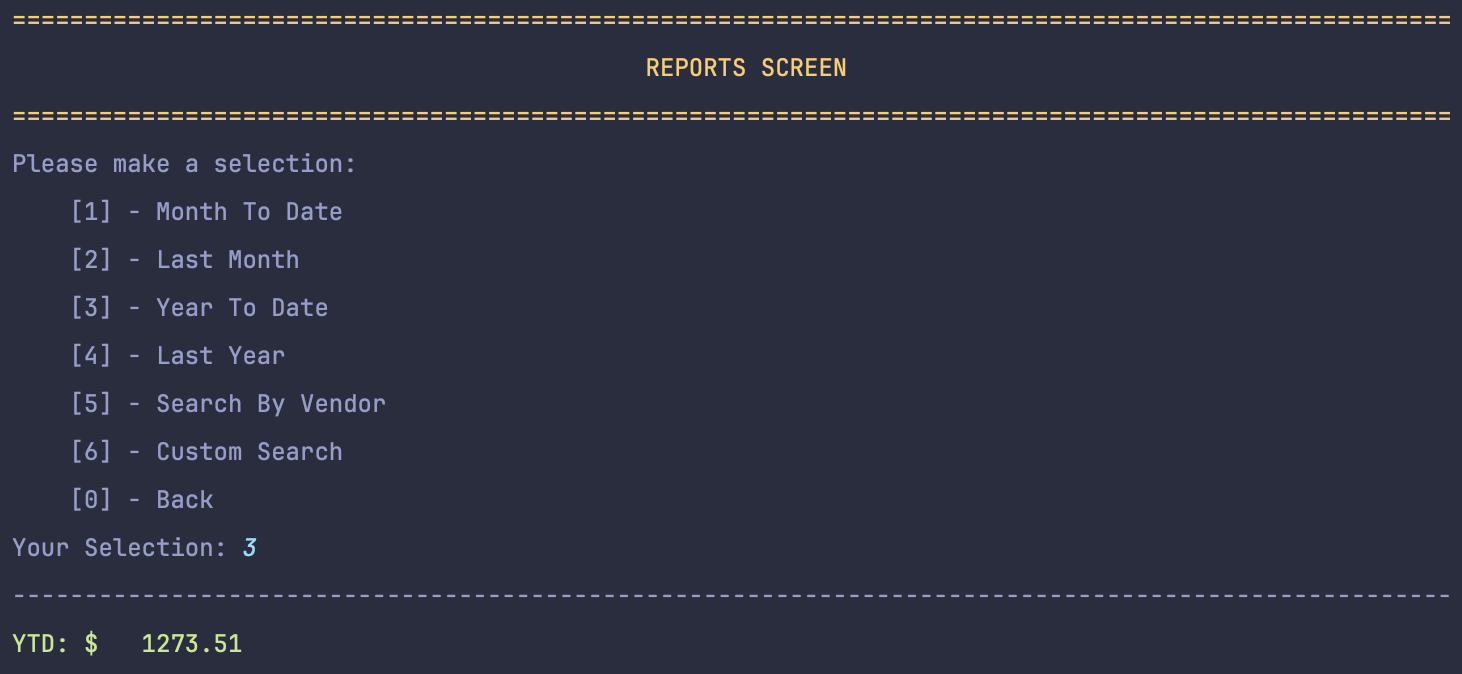 ====================================================================================================
REPORTS SCREEN
====================================================================================================
Please make a selection:
[1] - Month To Date
[2] - Last Month
[3] - Year To Date
[4] - Last Year
[5] - Search By Vendor
[6] - Custom Search
[0] - Back
Your Selection: 3
----------------------------------------------------------------------------------------------------
YTD: $   1273.51